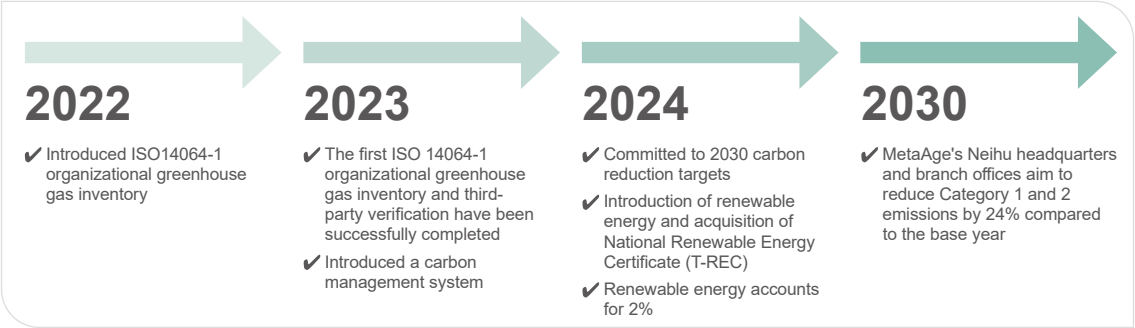 2022
✔ Introduced ISO14064-1
organizational greenhouse
gas inventory
2023
✔ The first ISO 14064-1
organizational greenhouse
gas inventory and third-
party verification have been
successfully completed
✔ Introduced a carbon
management system
2024
✔ Committed to 2030 carbon
reduction targets
✔ Introduction of renewable
energy and acquisition of
National Renewable Energy
Certificate (T-REC)
✔ Renewable energy accounts
for 2%
2030
✔ MetaAge's Neihu headquarters
and branch offices aim to
reduce Category 1 and 2
emissions by 24% compared
to the base year